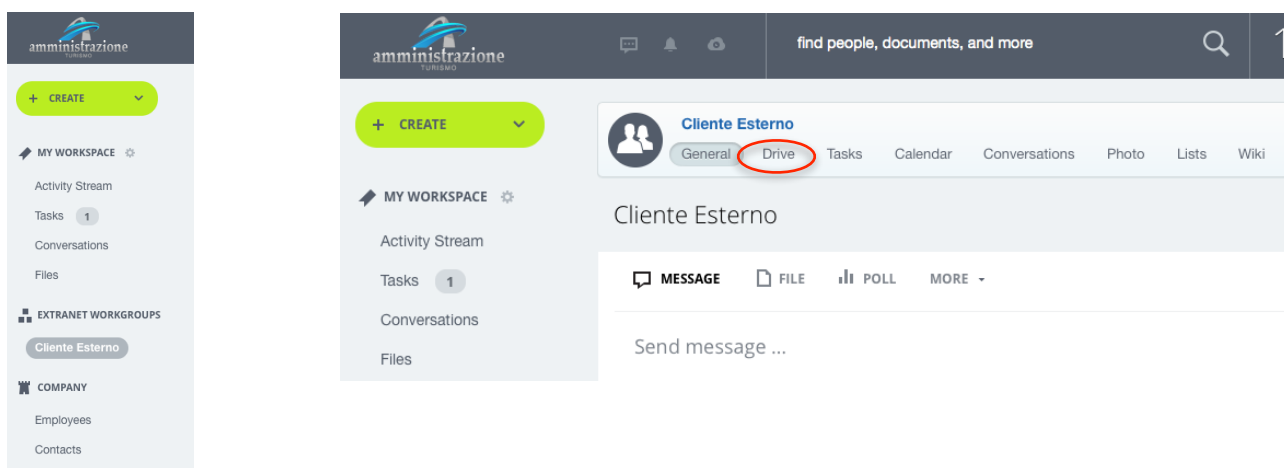 amministrazione
TURISMO
+ CREATE
MY WORKSPACE
Activity Stream
Tasks 1
Conversations
Files
EXTRANET WORKGROUPS
Cliente Esterno
COMPANY
Employees
Contacts
amministrazione
TURISMO
find people, documents, and more
+ CREATE
MY WORKSPACE
Activity Stream
Tasks 1
Conversations
Files
Cliente Esterno
General Drive Tasks Calendar Conversations Photo Lists Wiki
Cliente Esterno
MESSAGE FILE POLL MORE
Send message ...